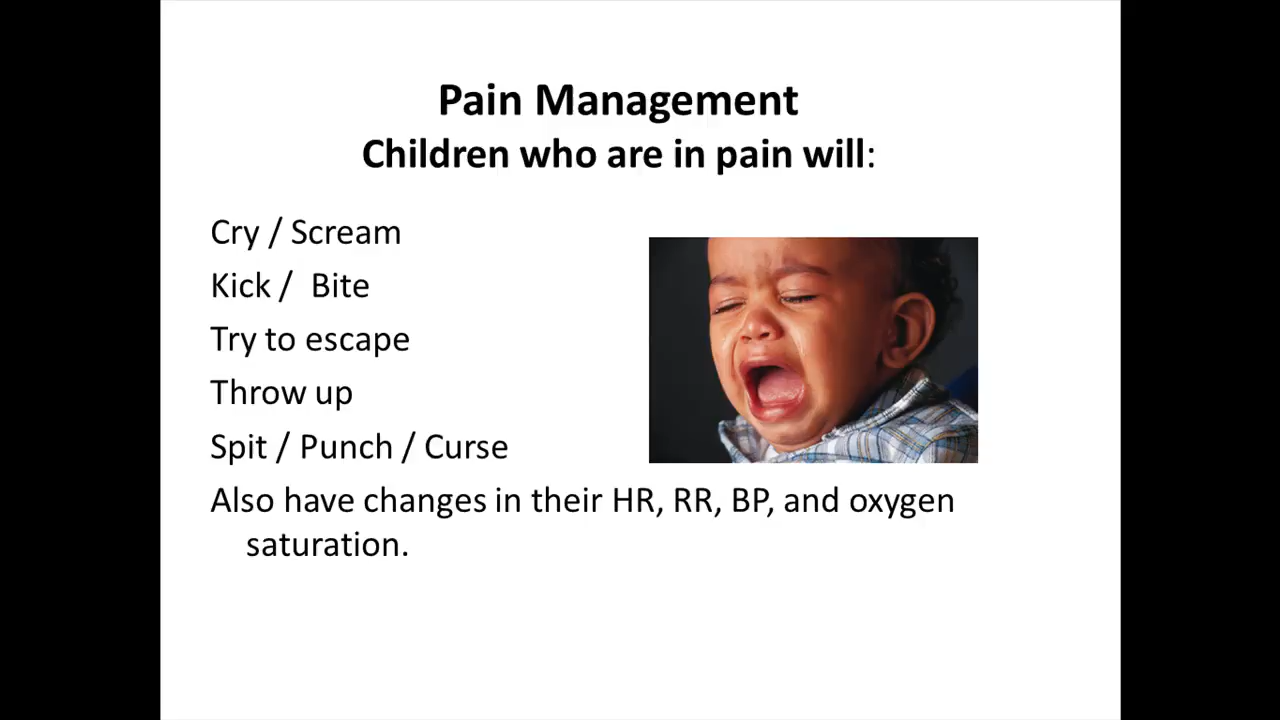 Pain Management
Children who are in pain will:
Cry / Scream
Kick /  Bite
Try to escape
Throw up
Spit / Punch / Curse
Also have changes in their HR, RR, BP, and oxygen
saturation.